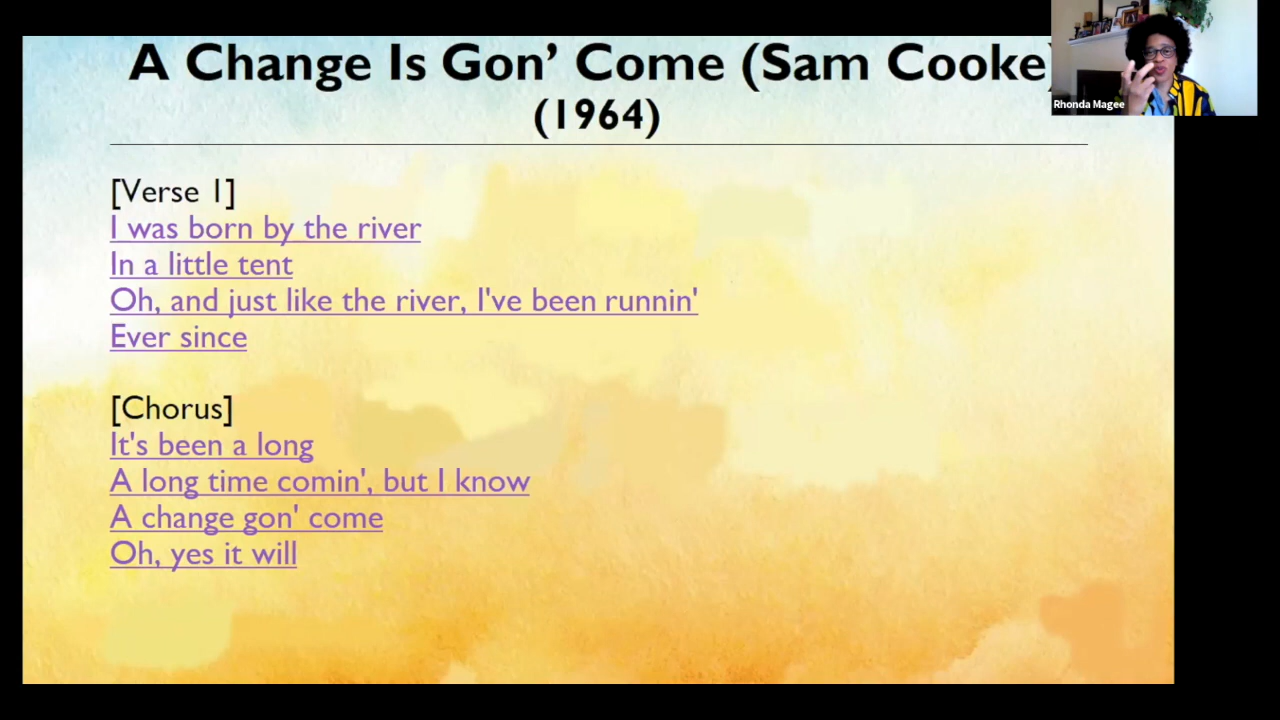 A Change Is Gon’ Come (Sam Cooke)
(1964)
Rhonda Magee
[Verse 1]
I was born by the river
In a little tent
Oh, and just like the river, I've been runnin'
Ever since
[Chorus]
It's been a long
A long time comin', but I know
A change gon' come
Oh, yes it will